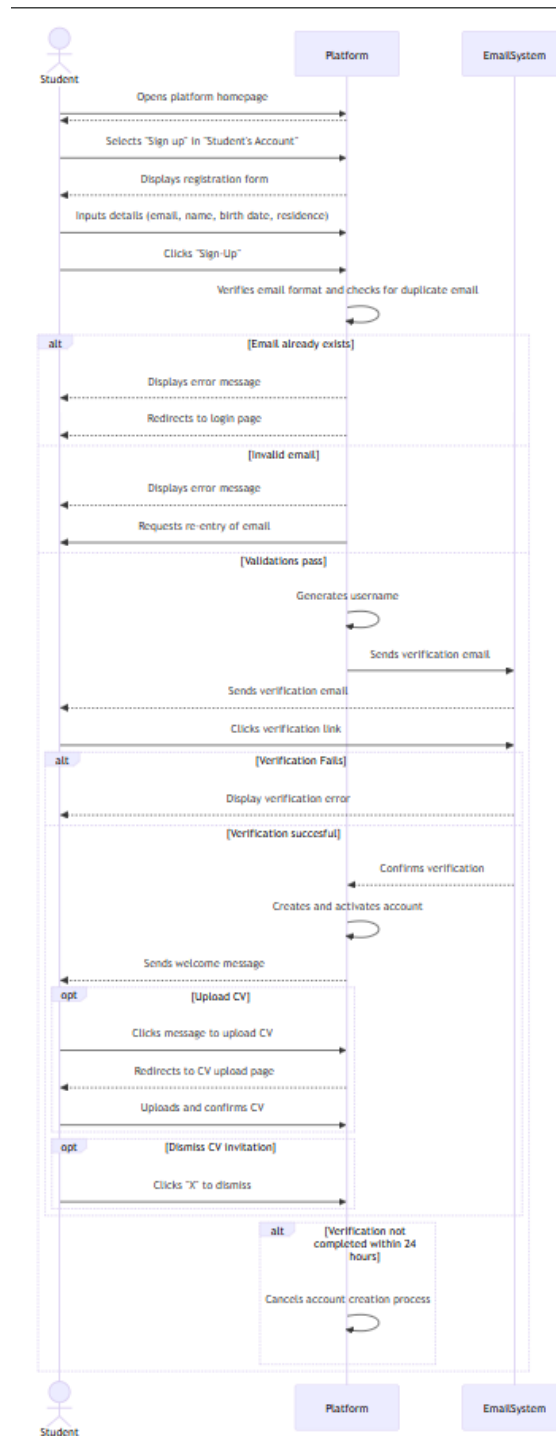 Student
Platform
EmailSystem
Opens platform homepage
Selects "Sign up" in "Student's Account"
Displays registration form
Inputs details (email, name, birth date, residence)
Clicks "Sign-Up"
Verifies email format and checks for duplicate email
alt
[Email already exists]
Displays error message
Redirects to login page
[Invalid email]
Displays error message
Requests re-entry of email
[Validations pass]
Generates username
Sends verification email
Sends verification email
Clicks verification link
alt
[Verification Fails]
Display verification error
[Verification succesful]
Confirms verification
Creates and activates account
Sends welcome message
opt
[Upload CV]
Clicks message to upload CV
Redirects to CV upload page
Uploads and confirms CV
opt
[Dismiss CV invitation]
Clicks "X" to dismiss
alt
[Verification not
completed within 24
hours]
Cancels account creation process
Student
Platform
EmailSystem